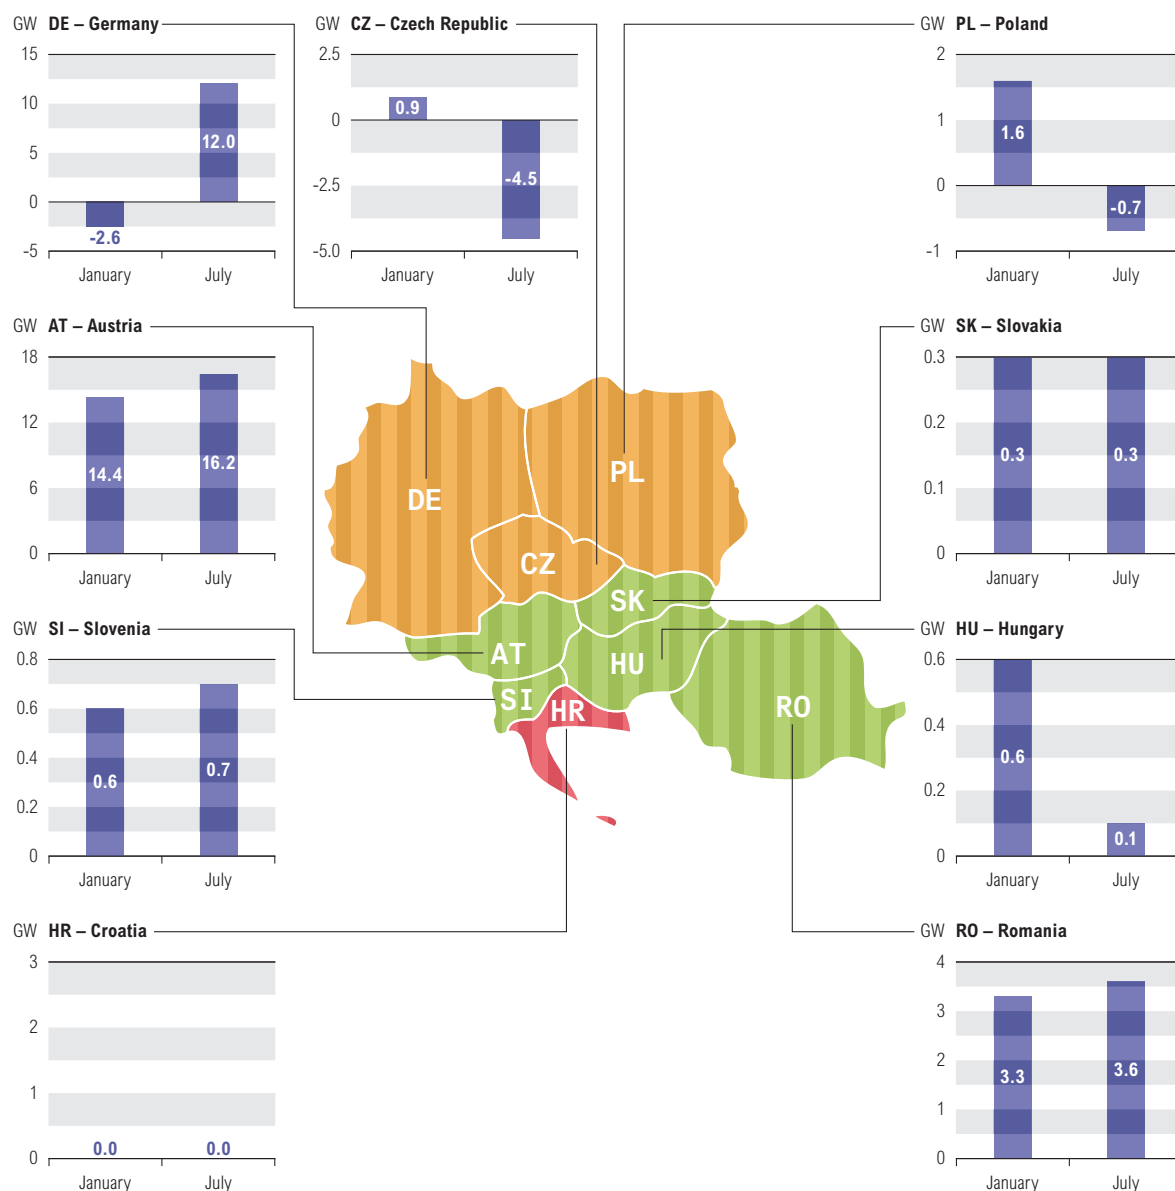 GW DE – Germany
15
10
5
0
-5
-2.6
12.0
January July
GW CZ – Czech Republic
2.5
0
-2.5
-5.0
0.9
-4.5
January July
GW PL – Poland
2
1
0
-1
1.6
-0.7
January July
GW AT – Austria
18
12
6
0
14.4
16.2
January July
GW SK – Slovakia
0.3
0.2
0.1
0
0.3
0.3
January July
GW SI – Slovenia
0.8
0.6
0.4
0.2
0
0.6
0.7
January July
GW HU – Hungary
0.6
0.4
0.2
0
0.6
0.1
January July
GW HR – Croatia
3
2
1
0
0.0
0.0
January July
GW RO – Romania
4
3
2
1
0
3.3
3.6
January July
PL
DE
CZ
SK
AT
HU
SI
HR
RO